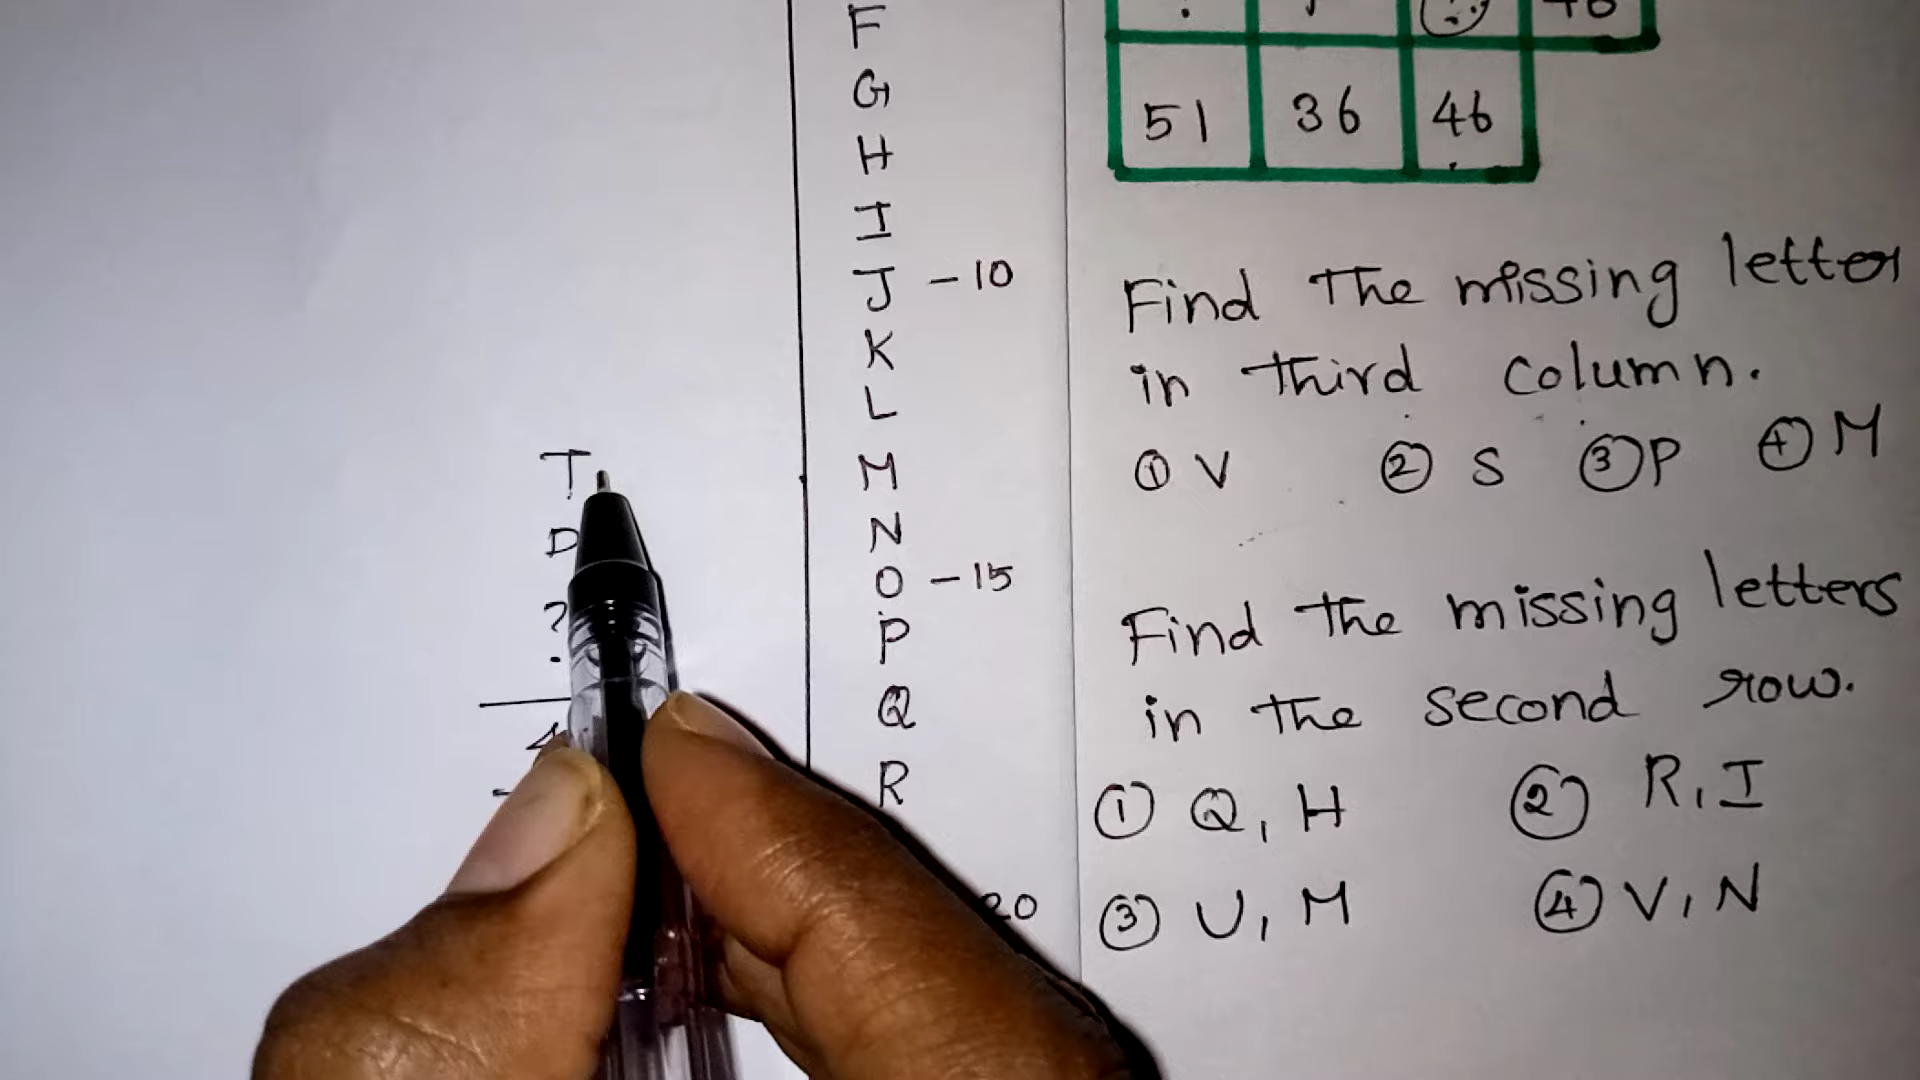 T
D
?
F
G
H
I
J - 10
K
L
M
N
O - 15
P
Q
R
20
51 36 46
Find The missing letter
in third column.
① V ② S ③ P ④ M
Find the missing letters
in the second row.
① Q, H ② R, I
③ U, M ④ V, N